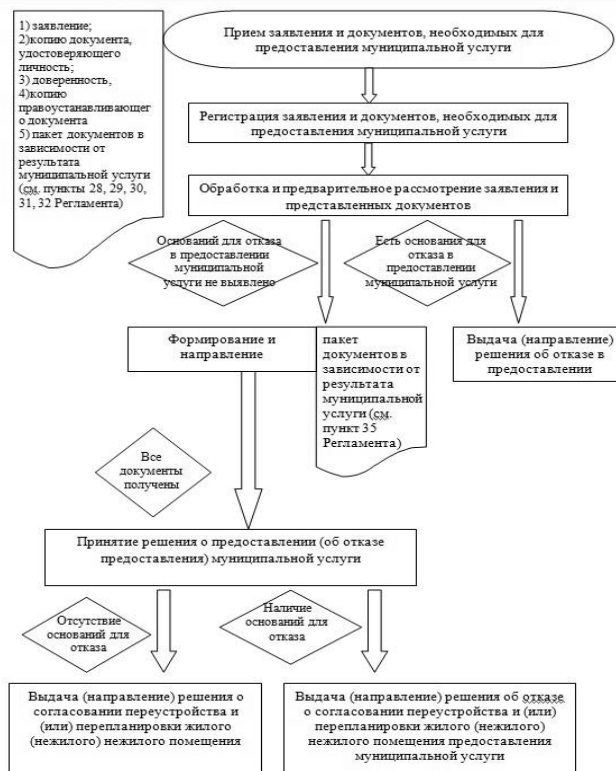 1) заявление;
2)копию документа,
удостоверяющего
личность;
3) доверенность,
4)копию
правоустанавливающег
о документа
5) пакет документов в
зависимости от
результата
муниципальной услуги
(см. пункты 28, 29, 30,
31, 32 Регламента)
Прием заявления и документов, необходимых для
предоставления муниципальной услуги
Регистрация заявления и документов, необходимых для
предоставления муниципальной услуги
Обработка и предварительное рассмотрение заявления и
представленных документов
Оснований для отказа
в предоставлении
муниципальной
услуги не выявлено
Есть основания для
отказа в
предоставлении
муниципальной услуги
Формирование и
направление
пакет
документов в
зависимости от
результата
муниципальной
услуги (см.
пункт 35
Регламента)
Выдача (направление)
решения об отказе в
предоставлении
Все
документы
получены
Принятие решения о предоставлении (об отказе
предоставления) муниципальной услуги
Отсутствие
оснований для
отказа
Наличие
оснований для
отказа
Выдача (направление) решения о
согласовании переустройства и
(или) перепланировки жилого
(нежилого) нежилого помещения
Выдача (направление) решения об отказе
о согласовании переустройства и (или)
перепланировки жилого (нежилого)
нежилого помещения предоставления
муниципальной услуги